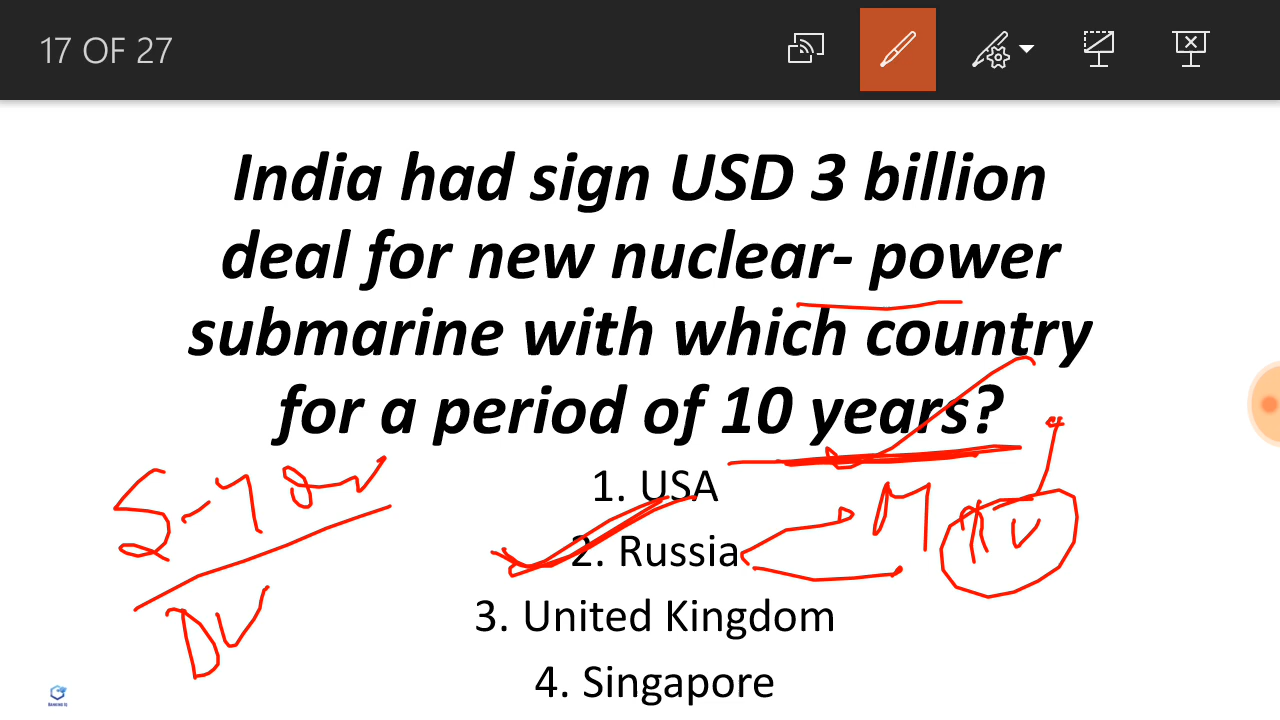 17 OF 27
India had sign USD 3 billion
deal for new nuclear- power
submarine with which country
for a period of 10 years?
1. USA
2. Russia
3. United Kingdom
4. Singapore